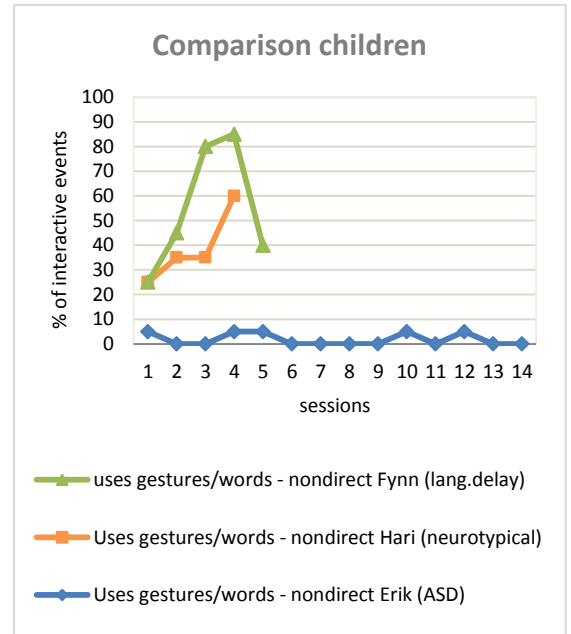 Comparison children
100
90
80
70
60
50
40
30
20
10
0
% of interactive events
1 2 3 4 5 6 7 8 9 10 11 12 13 14
sessions
uses gestures/words - nondirect Fynn (lang.delay)
Uses gestures/words - nondirect Hari (neurotypical)
Uses gestures/words - nondirect Erik (ASD)